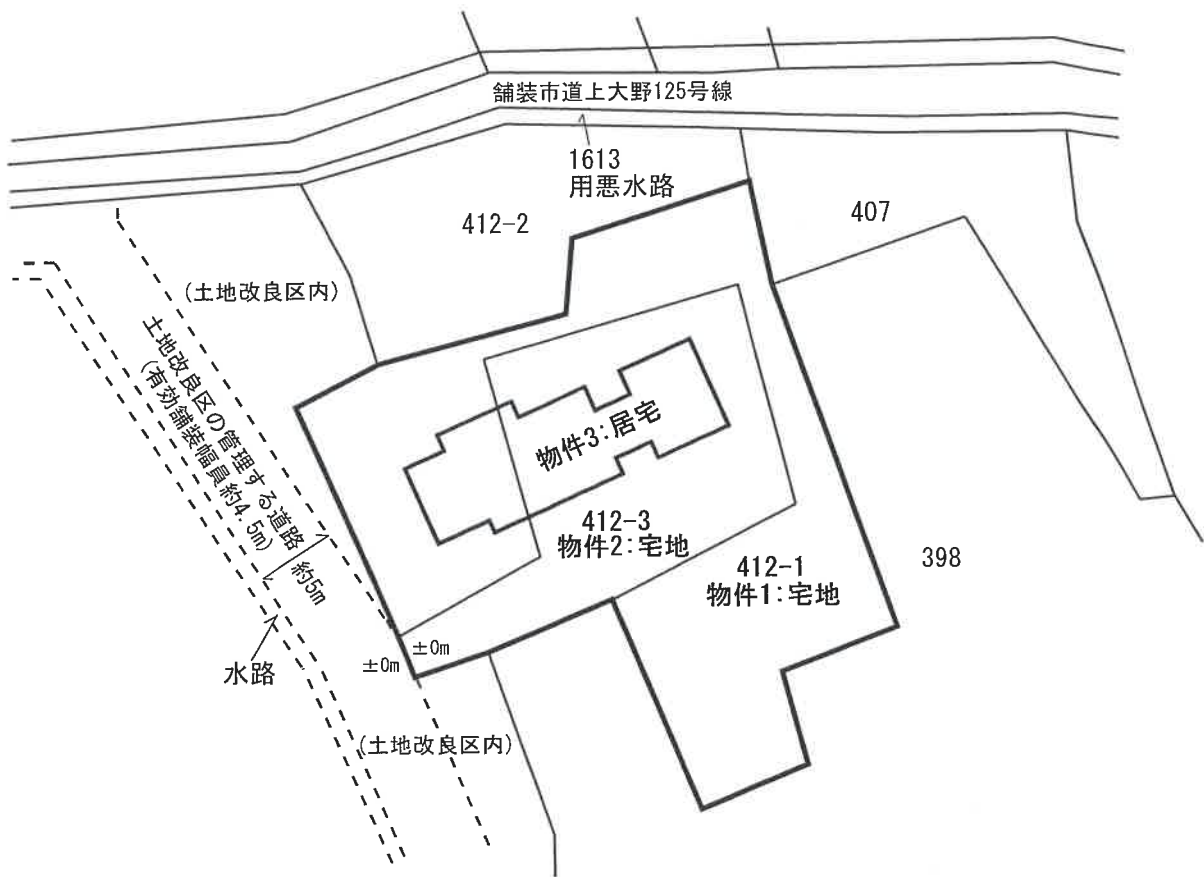 舗装市道上大野125号線
1613
用悪水路
412-2
407
(土地改良区内)
土地改良区の管理する道路
(有効舗装幅員約4.5m)
約5m
物件3:居宅
412-3
物件2:宅地
412-1
物件1:宅地
398
±0m
±0m
水路
(土地改良区内)